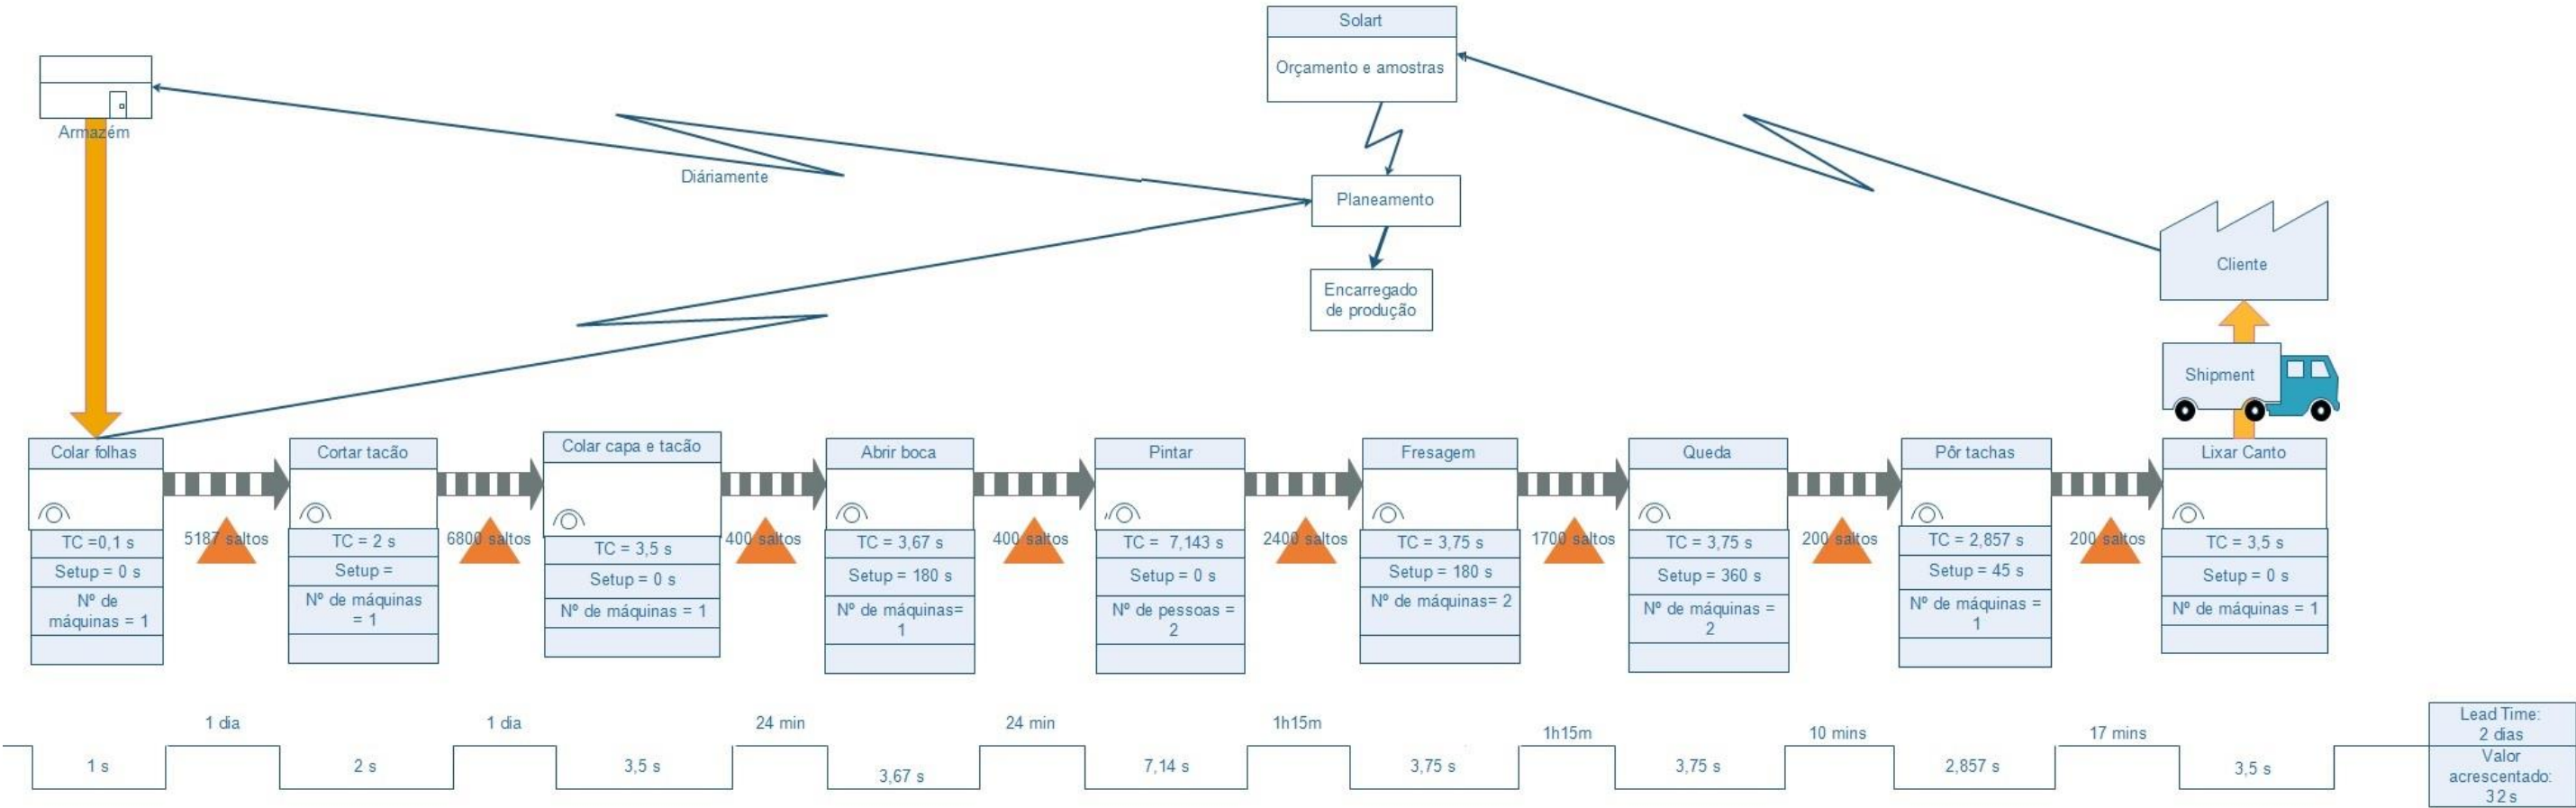 Solart
Orçamento e amostras
Armazém
Diáriamente
Planeamento
Encarregado
de produção
Cliente
Shipment
Colar folhas
TC =0,1 s
Setup = 0 s
Nº de
máquinas = 1
5187 saltos
Cortar tacão
TC = 2 s
Setup =
Nº de máquinas
= 1
6800 saltos
Colar capa e tacão
TC = 3,5 s
Setup = 0 s
Nº de máquinas = 1
400 saltos
Abrir boca
TC = 3,67 s
Setup = 180 s
Nº de máquinas=
1
400 saltos
Pintar
TC = 7,143 s
Setup = 0 s
Nº de pessoas =
2
2400 saltos
Fresagem
TC = 3,75 s
Setup = 180 s
Nº de máquinas= 2
1700 saltos
Queda
TC = 3,75 s
Setup = 360 s
Nº de máquinas =
2
200 saltos
Pôr tachas
TC = 2,857 s
Setup = 45 s
Nº de máquinas =
1
200 saltos
Lixar Canto
TC = 3,5 s
Setup = 0 s
Nº de máquinas = 1
1 dia
1 dia
24 min
24 min
1h15m
1h15m
10 mins
17 mins
1 s
2 s
3,5 s
3,67 s
7,14 s
3,75 s
3,75 s
2,857 s
3,5 s
Lead Time:
2 dias
Valor
acrescentado:
32 s